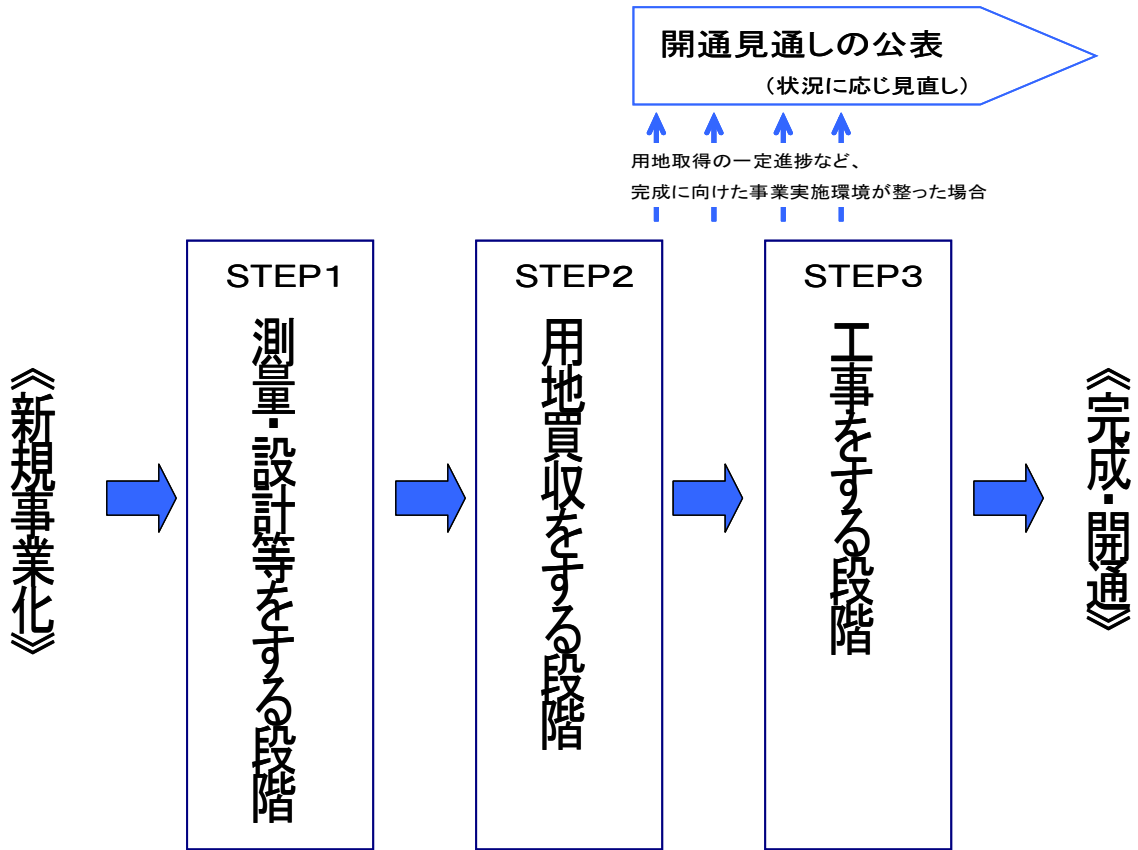 開通見通しの公表
（状況に応じ見直し）
用地取得の一定進捗など、
完成に向けた事業実施環境が整った場合
《新規事業化》
STEP1
測量・設計等をする段階
STEP2
用地買収をする段階
STEP3
工事をする段階
《完成・開通》